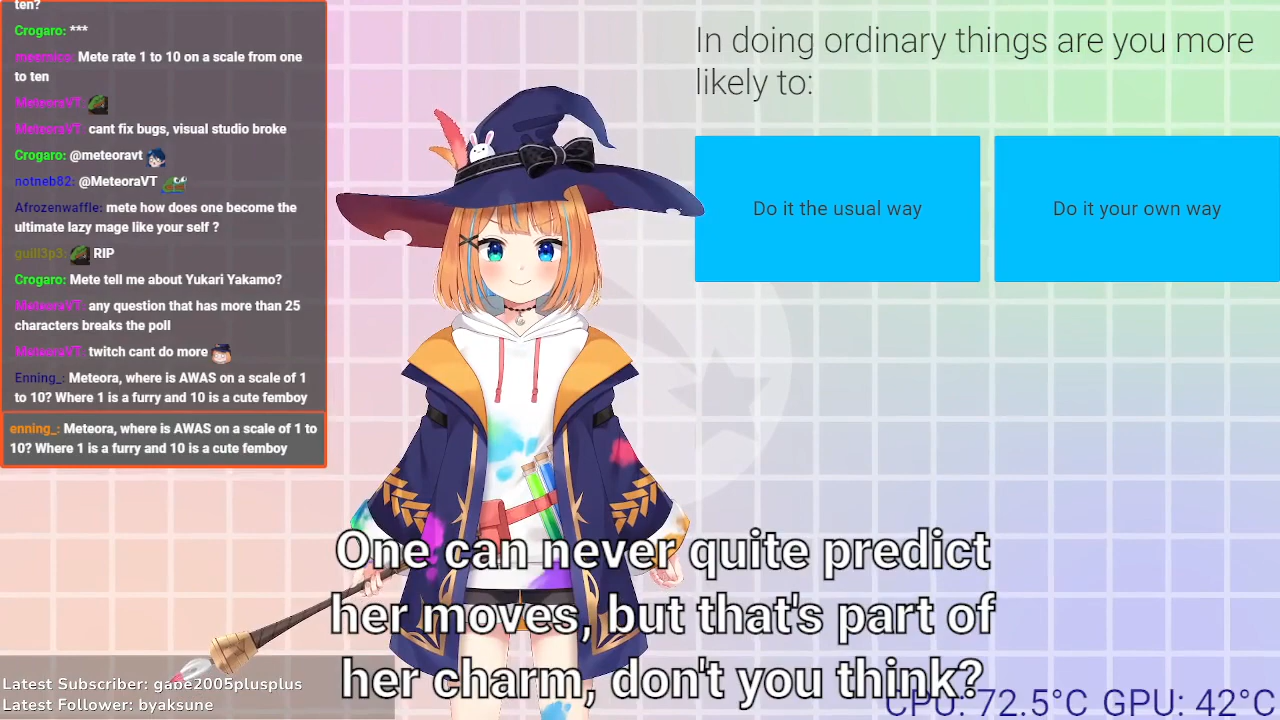 ten?
Crogaro: ***
meernico: Mete rate 1 to 10 on a scale from one
to ten
MeteoraVT:
MeteoraVT: cant fix bugs, visual studio broke
Crogaro: @meteoravt
notneb82: @MeteoraVT
Afrozenwaffle: mete how does one become the
ultimate lazy mage like your self ?
guill3p3: RIP
Crogaro: Mete tell me about Yukari Yakamo?
MeteoraVT: any question that has more than 25
characters breaks the poll
MeteoraVT: twitch cant do more
Enning_: Meteora, where is AWAS on a scale of 1
to 10? Where 1 is a furry and 10 is a cute femboy
enning_: Meteora, where is AWAS on a scale of 1 to
10? Where 1 is a furry and 10 is a cute femboy
In doing ordinary things are you more
likely to:
Do it the usual way
Do it your own way
One can never quite predict
her moves, but that's part of
her charm, don't you think?
Latest Subscriber: gabe2005plusplus
Latest Follower: byaksune
CPU: 72.5°C GPU: 42°C